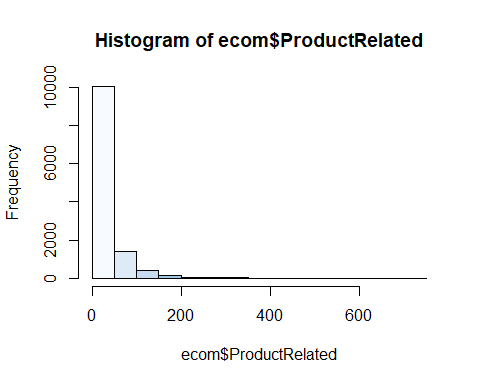 Histogram of ecom$ProductRelated
Frequency
10000
6000
2000
0
0 200 400 600
ecom$ProductRelated